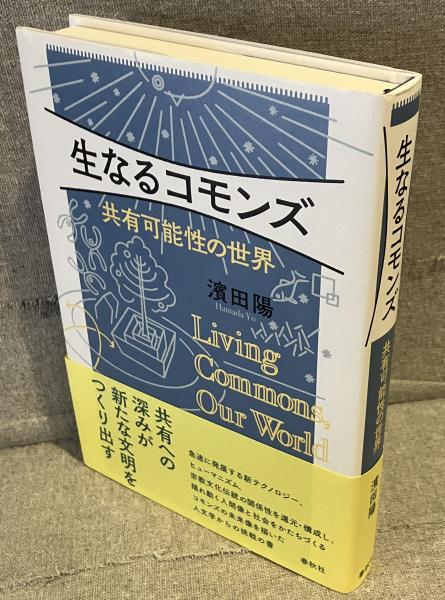 生なるコモンズ
共有可能性の世界
濱田陽
Hamada Yo
Living
Commons,
Our World
共有への
深みが
新たな文明を
つくり出す
急速に発展する新テクノロジー、
ヒューマニズム、
宗教文化伝統の関係性を還元・構成し、
揺れ動く人間像と社会をかたちづくる
コモンズの未来像を描いた
人文学からの挑戦の書
春秋社
生なるコモンズ
共有可能性の世界
濱田陽